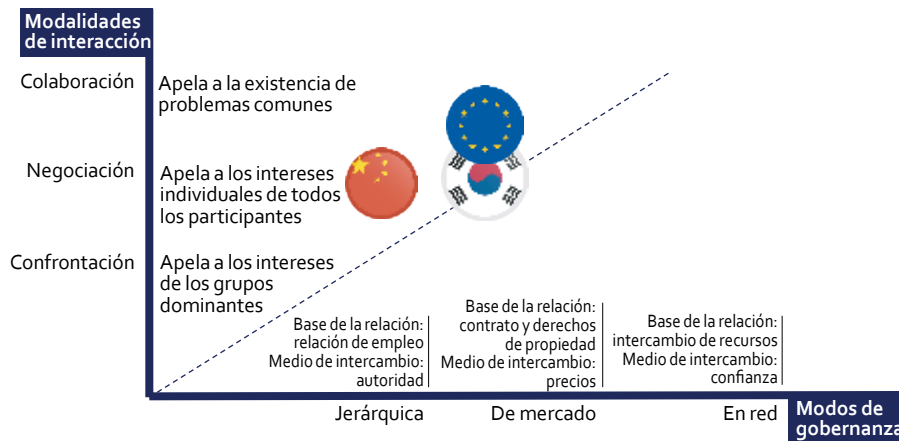 Modalidades
de interacción
Colaboración
Apela a la existencia de
problemas comunes
Negociación
Apela a los intereses
individuales de todos
los participantes
Confrontación
Apela a los intereses
de los grupos
dominantes
Base de la relación:
relación de empleo
Medio de intercambio:
autoridad
Base de la relación:
contrato y derechos
de propiedad
Medio de intercambio:
precios
Base de la relación:
intercambio de recursos
Medio de intercambio:
confianza
Jerárquica
De mercado
En red
Modos de
gobernanza